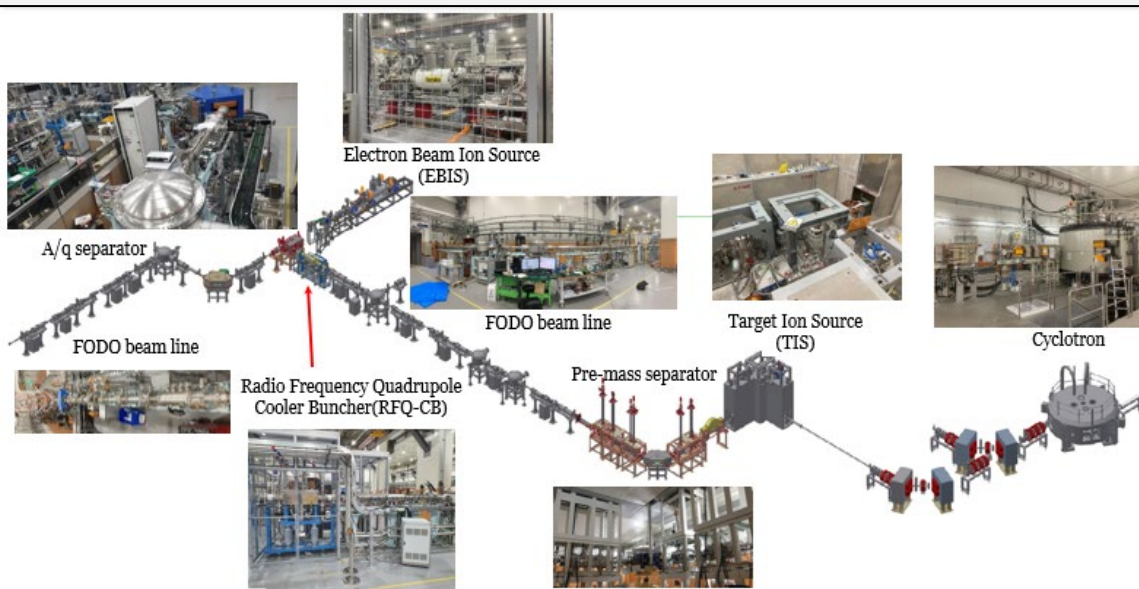 Electron Beam Ion Source
(EBIS)
A/q separator
FODO beam line
Target Ion Source
(TIS)
Cyclotron
FODO beam line
Radio Frequency Quadrupole
Cooler Buncher(RFQ-CB)
Pre-mass separator